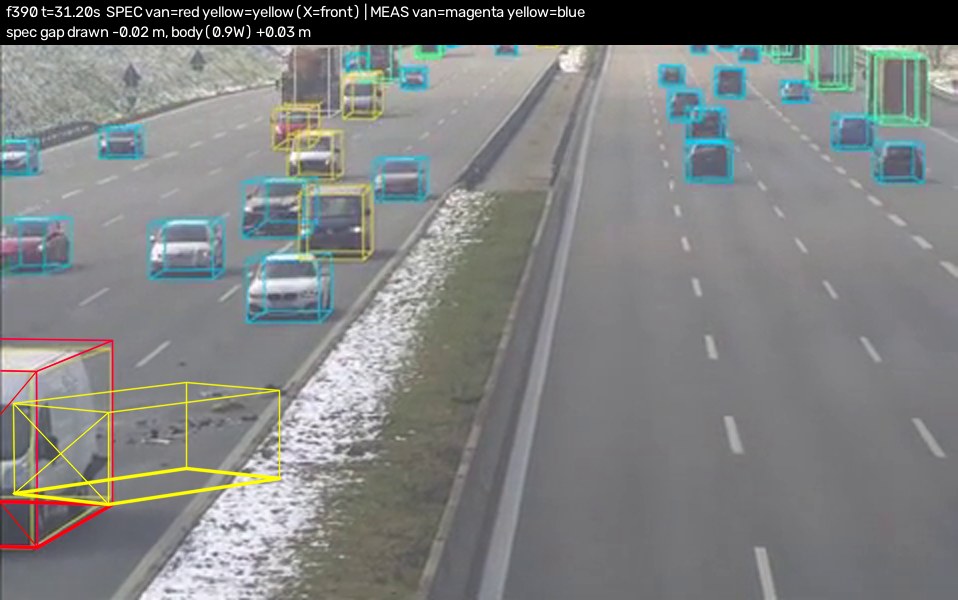 f390 t=31.20s SPEC van=red yellow=yellow (X=front) | MEAS van=magenta yellow=blue
spec gap drawn -0.02 m, body(0.9W) +0.03 m